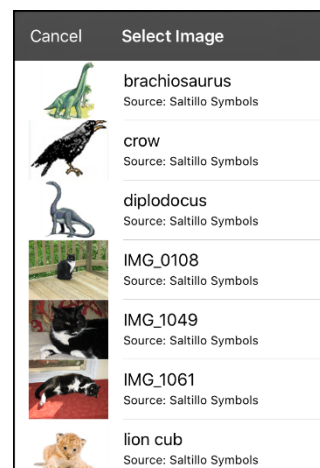 Cancel Select Image
brachiosaurus
Source: Saltillo Symbols
crow
Source: Saltillo Symbols
diplodocus
Source: Saltillo Symbols
IMG_0108
Source: Saltillo Symbols
IMG_1049
Source: Saltillo Symbols
IMG_1061
Source: Saltillo Symbols
lion cub
Source: Saltillo Symbols